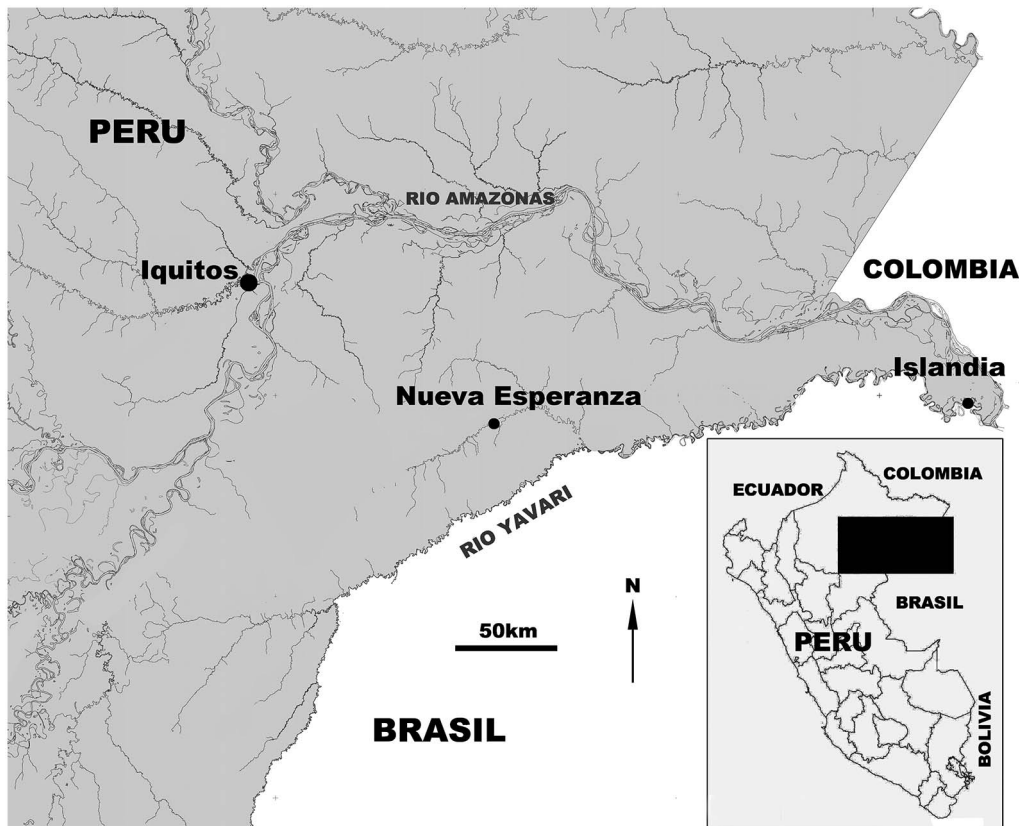 PERU
RIO AMAZONAS
Iquitos
COLOMBIA
Islandia
Nueva Esperanza
RIO YAVARI
N
50km
BRASIL
ECUADOR
COLOMBIA
BRASIL
PERU
BOLIVIA